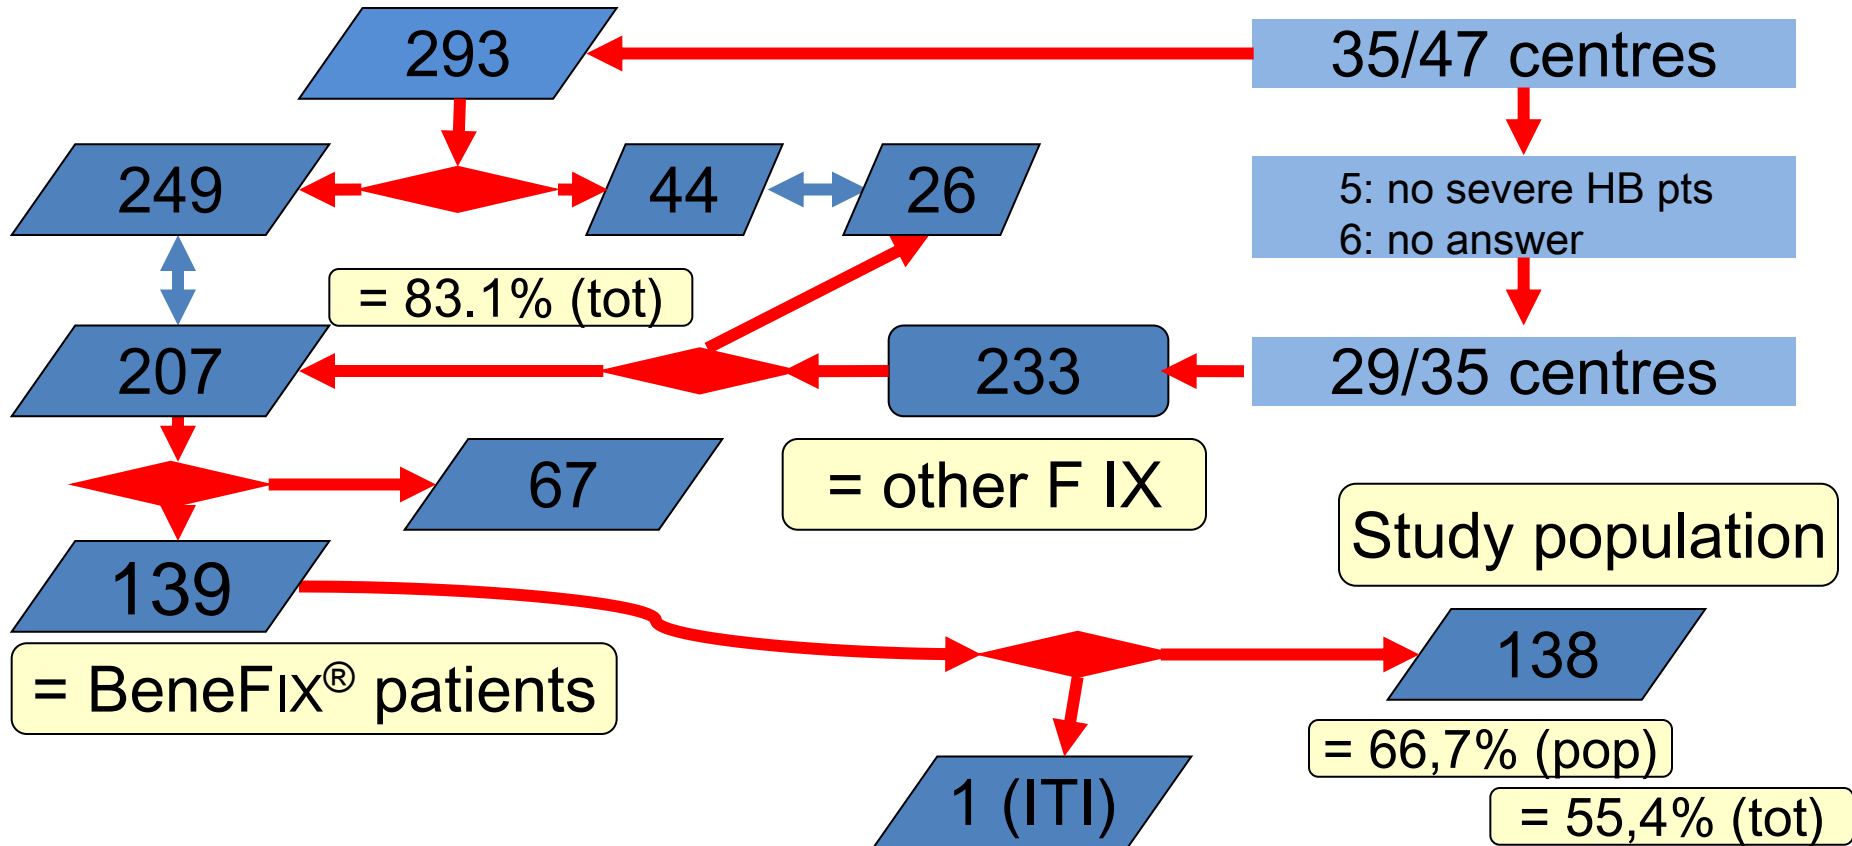 293
35/47 centres
249
44
26
5: no severe HB pts
6: no answer
= 83.1% (tot)
207
233
29/35 centres
67
= other F IX
Study population
139
138
= BeneFIX® patients
= 66,7% (pop)
1 (ITI)
= 55,4% (tot)